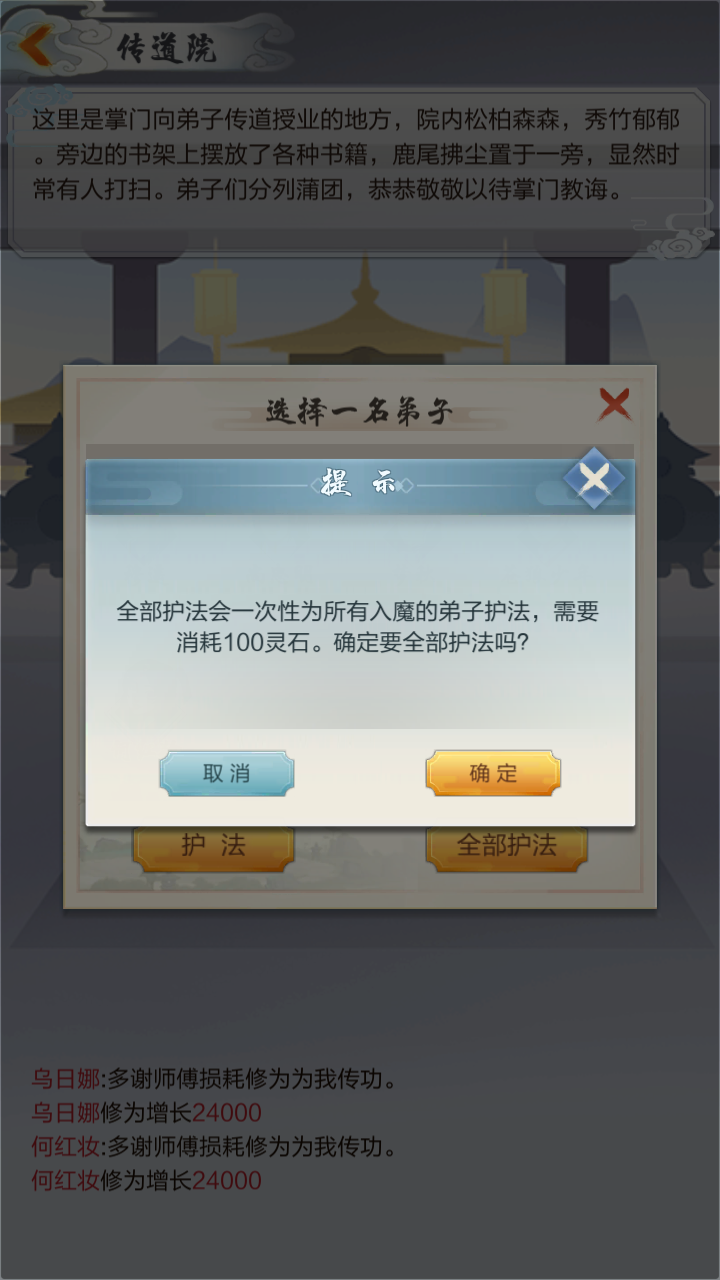 传道院
这里是掌门向弟子传道授业的地方，院内松柏森森，秀竹郁郁
。旁边的书架上摆放了各种书籍，鹿尾拂尘置于一旁，显然时
常有人打扫。弟子们分列蒲团，恭恭敬敬以待掌门教诲。
选择一名弟子
提 示
全部护法会一次性为所有入魔的弟子护法，需要
消耗100灵石。确定要全部护法吗?
取消
确定
护 法
全部护法
乌日娜:多谢师傅损耗修为为我传功。
乌日娜修为增长24000
何红妆:多谢师傅损耗修为为我传功。
何红妆修为增长24000